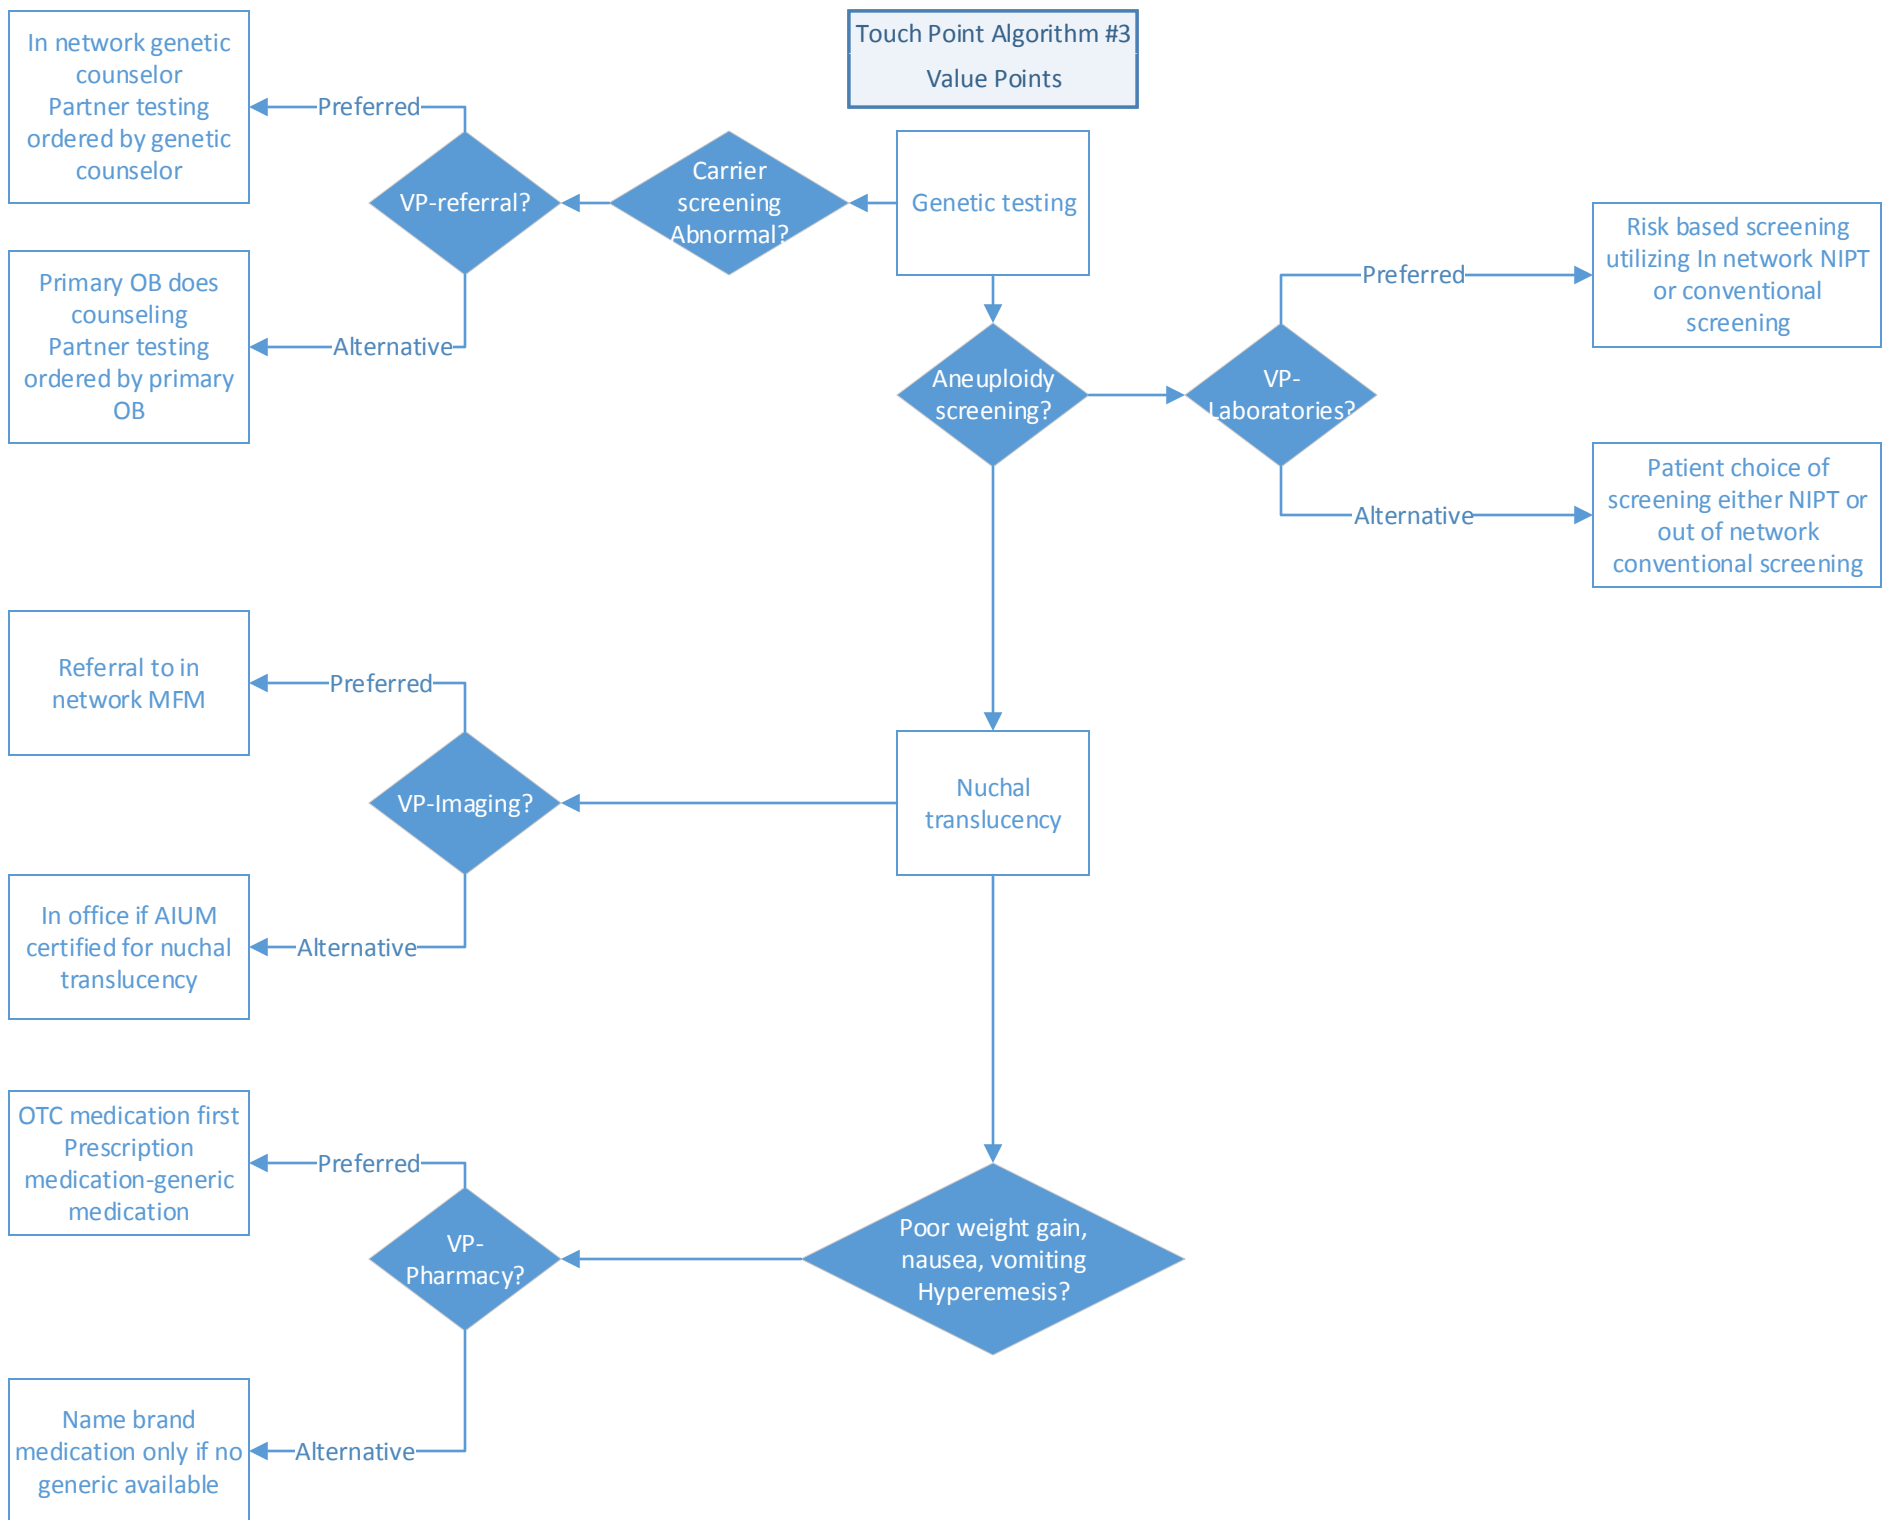 Touch Point Algorithm #3
Value Points
In network genetic
counselor
Partner testing
ordered by genetic
counselor
Preferred
VP-referral?
Carrier
screening
Abnormal?
Genetic testing
Primary OB does
counseling
Partner testing
ordered by primary
OB
Alternative
Aneuploidy
screening?
VP-
Laboratories?
Preferred
Risk based screening
utilizing In network NIPT
or conventional
screening
Alternative
Patient choice of
screening either NIPT or
out of network
conventional screening
Referral to in
network MFM
Preferred
VP-Imaging?
Nuchal
translucency
In office if AIUM
certified for nuchal
translucency
Alternative
OTC medication first
Prescription
medication-generic
medication
Preferred
VP-
Pharmacy?
Poor weight gain,
nausea, vomiting
Hyperemesis?
Name brand
medication only if no
generic available
Alternative